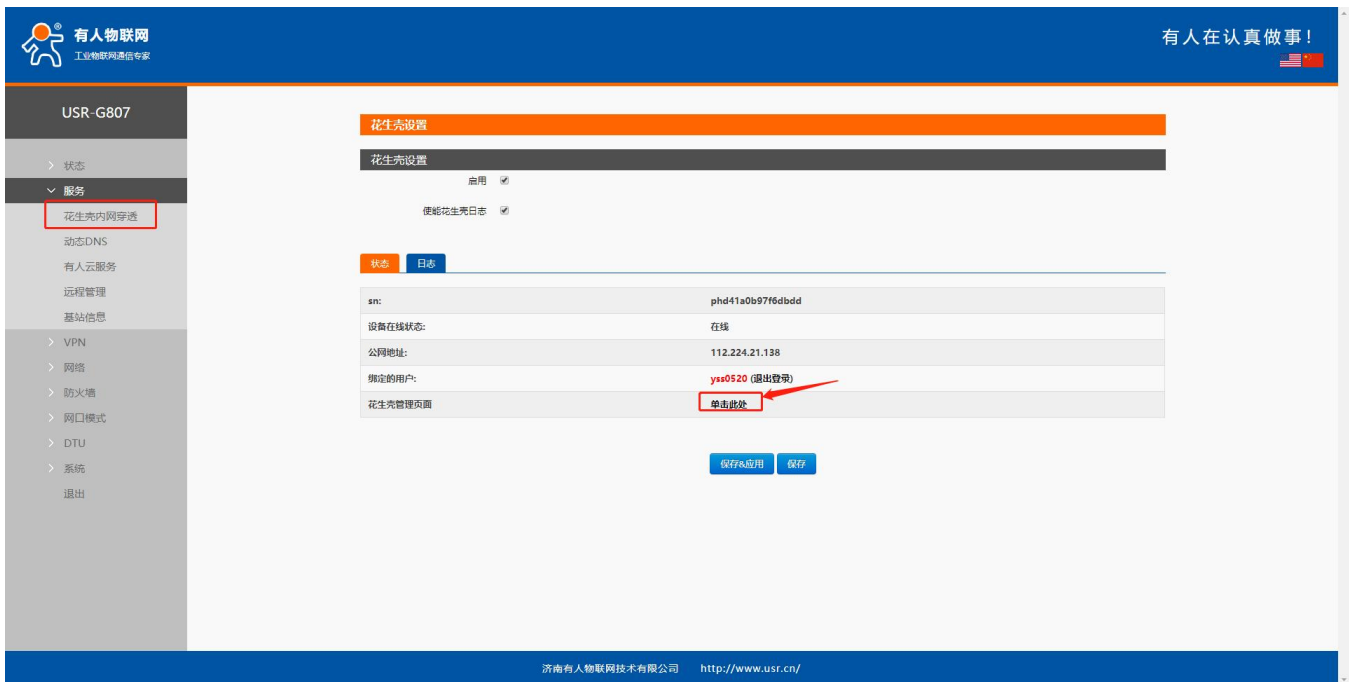 有人物联网
工业物联网通信专家
有人在认真做事!
USR-G807
状态
服务
花生壳内网穿透
动态DNS
有人云服务
远程管理
基站信息
VPN
网络
防火墙
网口模式
DTU
系统
退出
花生壳设置
花生壳设置
启用
使能花生壳日志
状态 日志
sn: phd41a0b97f6dbdd
设备在线状态: 在线
公网地址: 112.224.21.138
绑定的用户: yss0520 (退出登录)
花生壳管理页面 单击此处
保存&应用 保存
济南有人物联网技术有限公司 http://www.usr.cn/